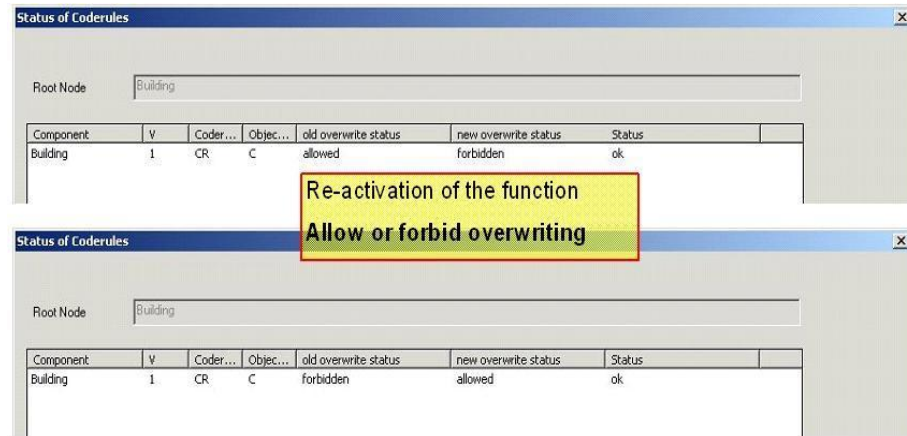 Status of Coderules
Root Node Building
Component V Coder... Objec... old overwrite status new overwrite status Status
Building 1 CR C allowed forbidden ok
Re-activation of the function
Allow or forbid overwriting
Status of Coderules
Root Node Building
Component V Coder... Objec... old overwrite status new overwrite status Status
Building 1 CR C forbidden allowed ok